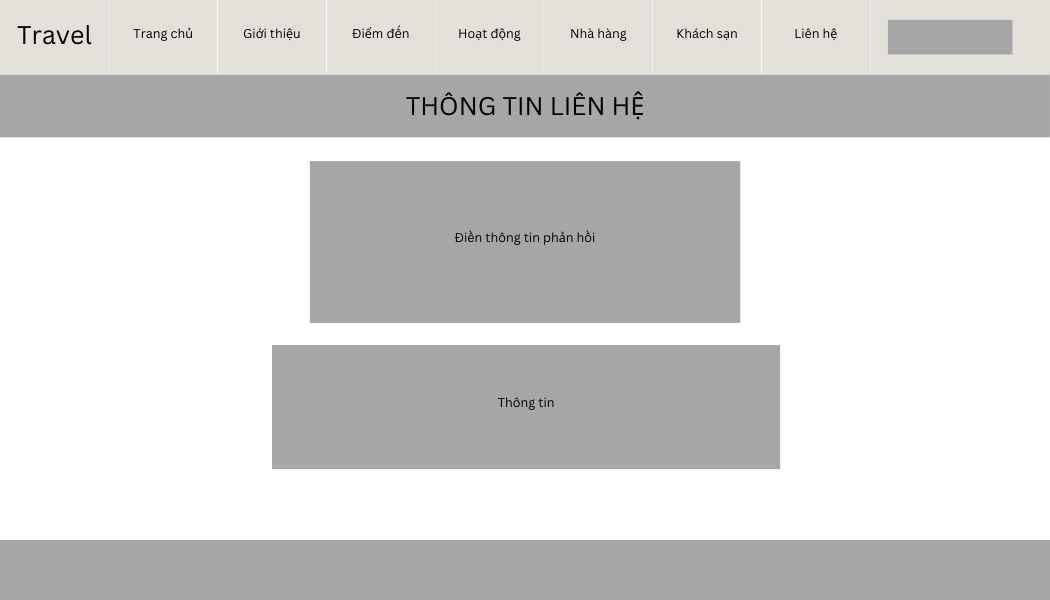 Travel
Trang chủ
Giới thiệu
Điểm đến
Hoạt động
Nhà hàng
Khách sạn
Liên hệ
THÔNG TIN LIÊN HỆ
Điền thông tin phản hồi
Thông tin